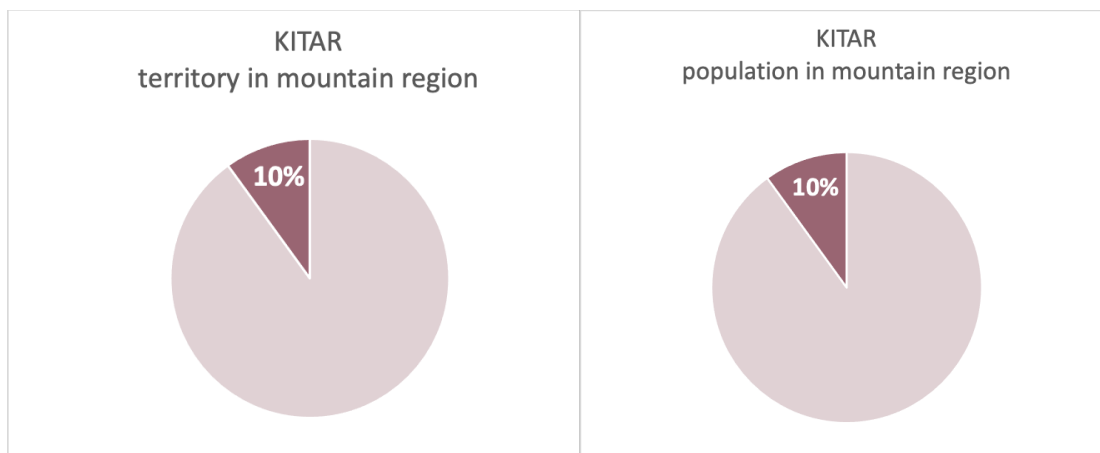 KITAR
territory in mountain region
10%
KITAR
population in mountain region
10%